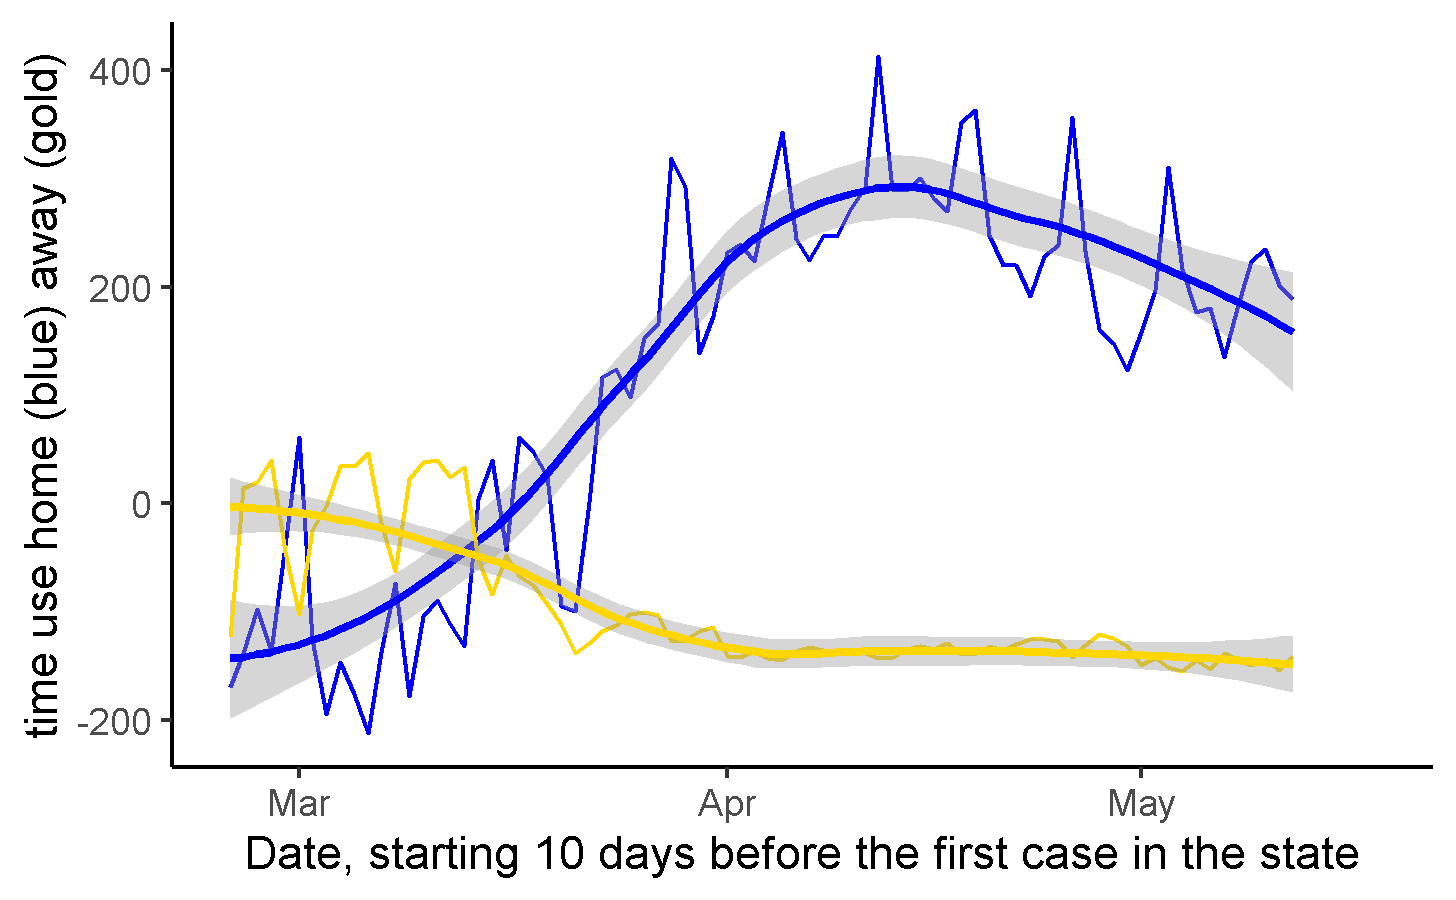 time use home (blue) away (gold)
400
200
0
-200
Mar
Apr
May
Date, starting 10 days before the first case in the state